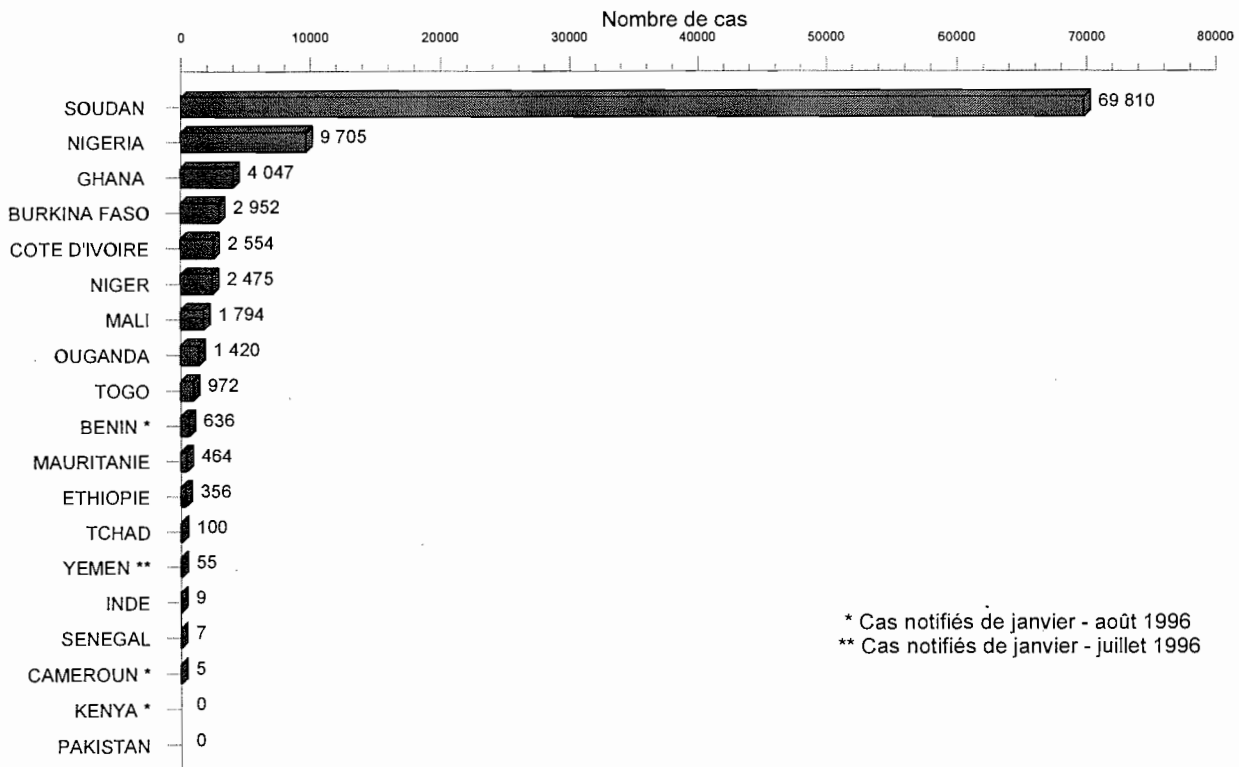 Nombre de cas
0 10000 20000 30000 40000 50000 60000 70000 80000
SOUDAN 69 810
NIGERIA 9 705
GHANA 4 047
BURKINA FASO 2 952
COTE D'IVOIRE 2 554
NIGER 2 475
MALI 1 794
OUGANDA 1 420
TOGO 972
BENIN * 636
MAURITANIE 464
ETHIOPIE 356
TCHAD 100
YEMEN ** 55
INDE 9
SENEGAL 7
CAMEROUN * 5
KENYA * 0
PAKISTAN 0
* Cas notifiés de janvier - août 1996
** Cas notifiés de janvier - juillet 1996